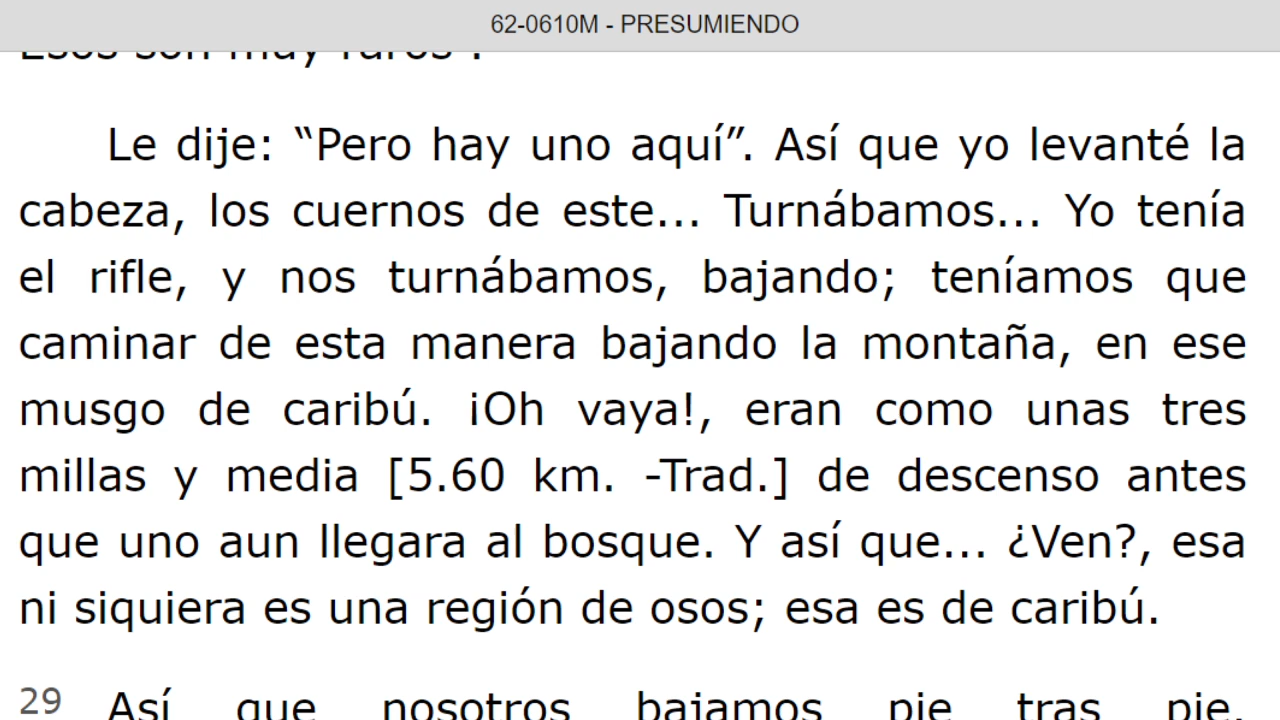 62-0610M - PRESUMIENDO
Esos son muy raros".
Le dije: “Pero hay uno aquí”. Así que yo levanté la
cabeza, los cuernos de este... Turnábamos... Yo tenía
el rifle, y nos turnábamos, bajando; teníamos que
caminar de esta manera bajando la montaña, en ese
musgo de caribú. ¡Oh vaya!, eran como unas tres
millas y media [5.60 km. -Trad.] de descenso antes
que uno aun llegara al bosque. Y así que... ¿Ven?, esa
ni siquiera es una región de osos; esa es de caribú.
29 Así que nosotros bajamos pie tras pie,